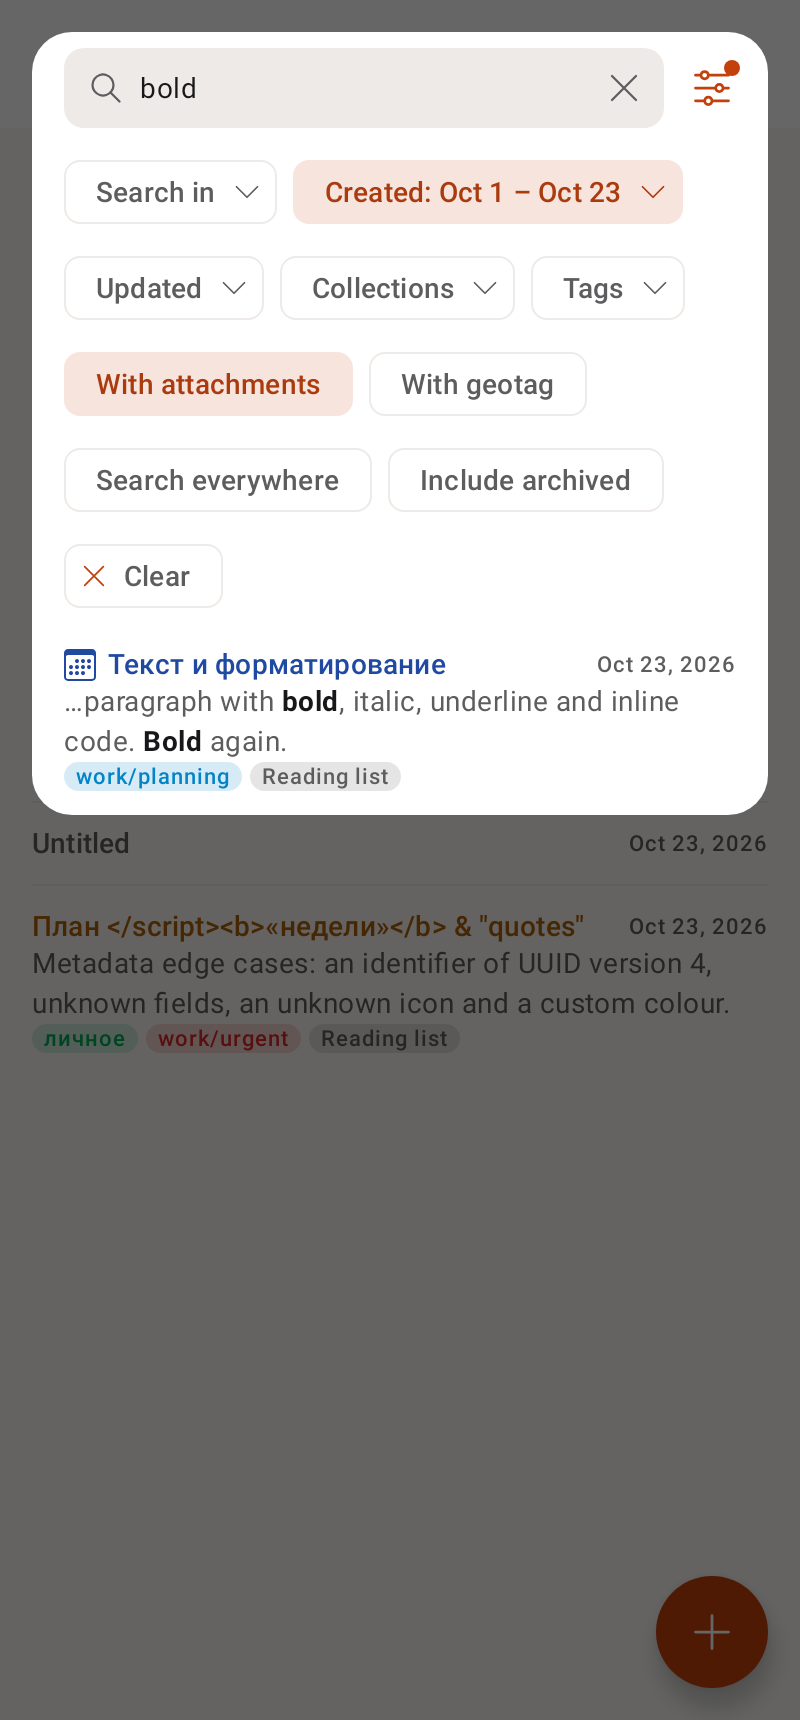 bold
Search in
Created: Oct 1 – Oct 23
Updated
Collections
Tags
With attachments
With geotag
Search everywhere
Include archived
Clear
Текст и форматирование
Oct 23, 2026
…paragraph with bold, italic, underline and inline
code. Bold again.
work/planning
Reading list
Untitled
Oct 23, 2026
План </script><b>«недели»</b> & "quotes"
Oct 23, 2026
Metadata edge cases: an identifier of UUID version 4,
unknown fields, an unknown icon and a custom colour.
личное
work/urgent
Reading list